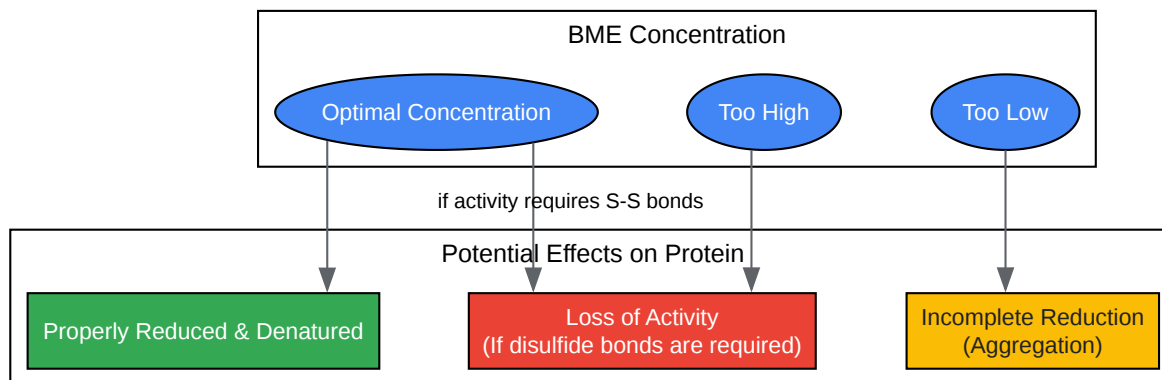 BME Concentration
Optimal Concentration
Too High
Too Low
if activity requires S-S bonds
Potential Effects on Protein
Properly Reduced & Denatured
Loss of Activity
(If disulfide bonds are required)
Incomplete Reduction
(Aggregation)